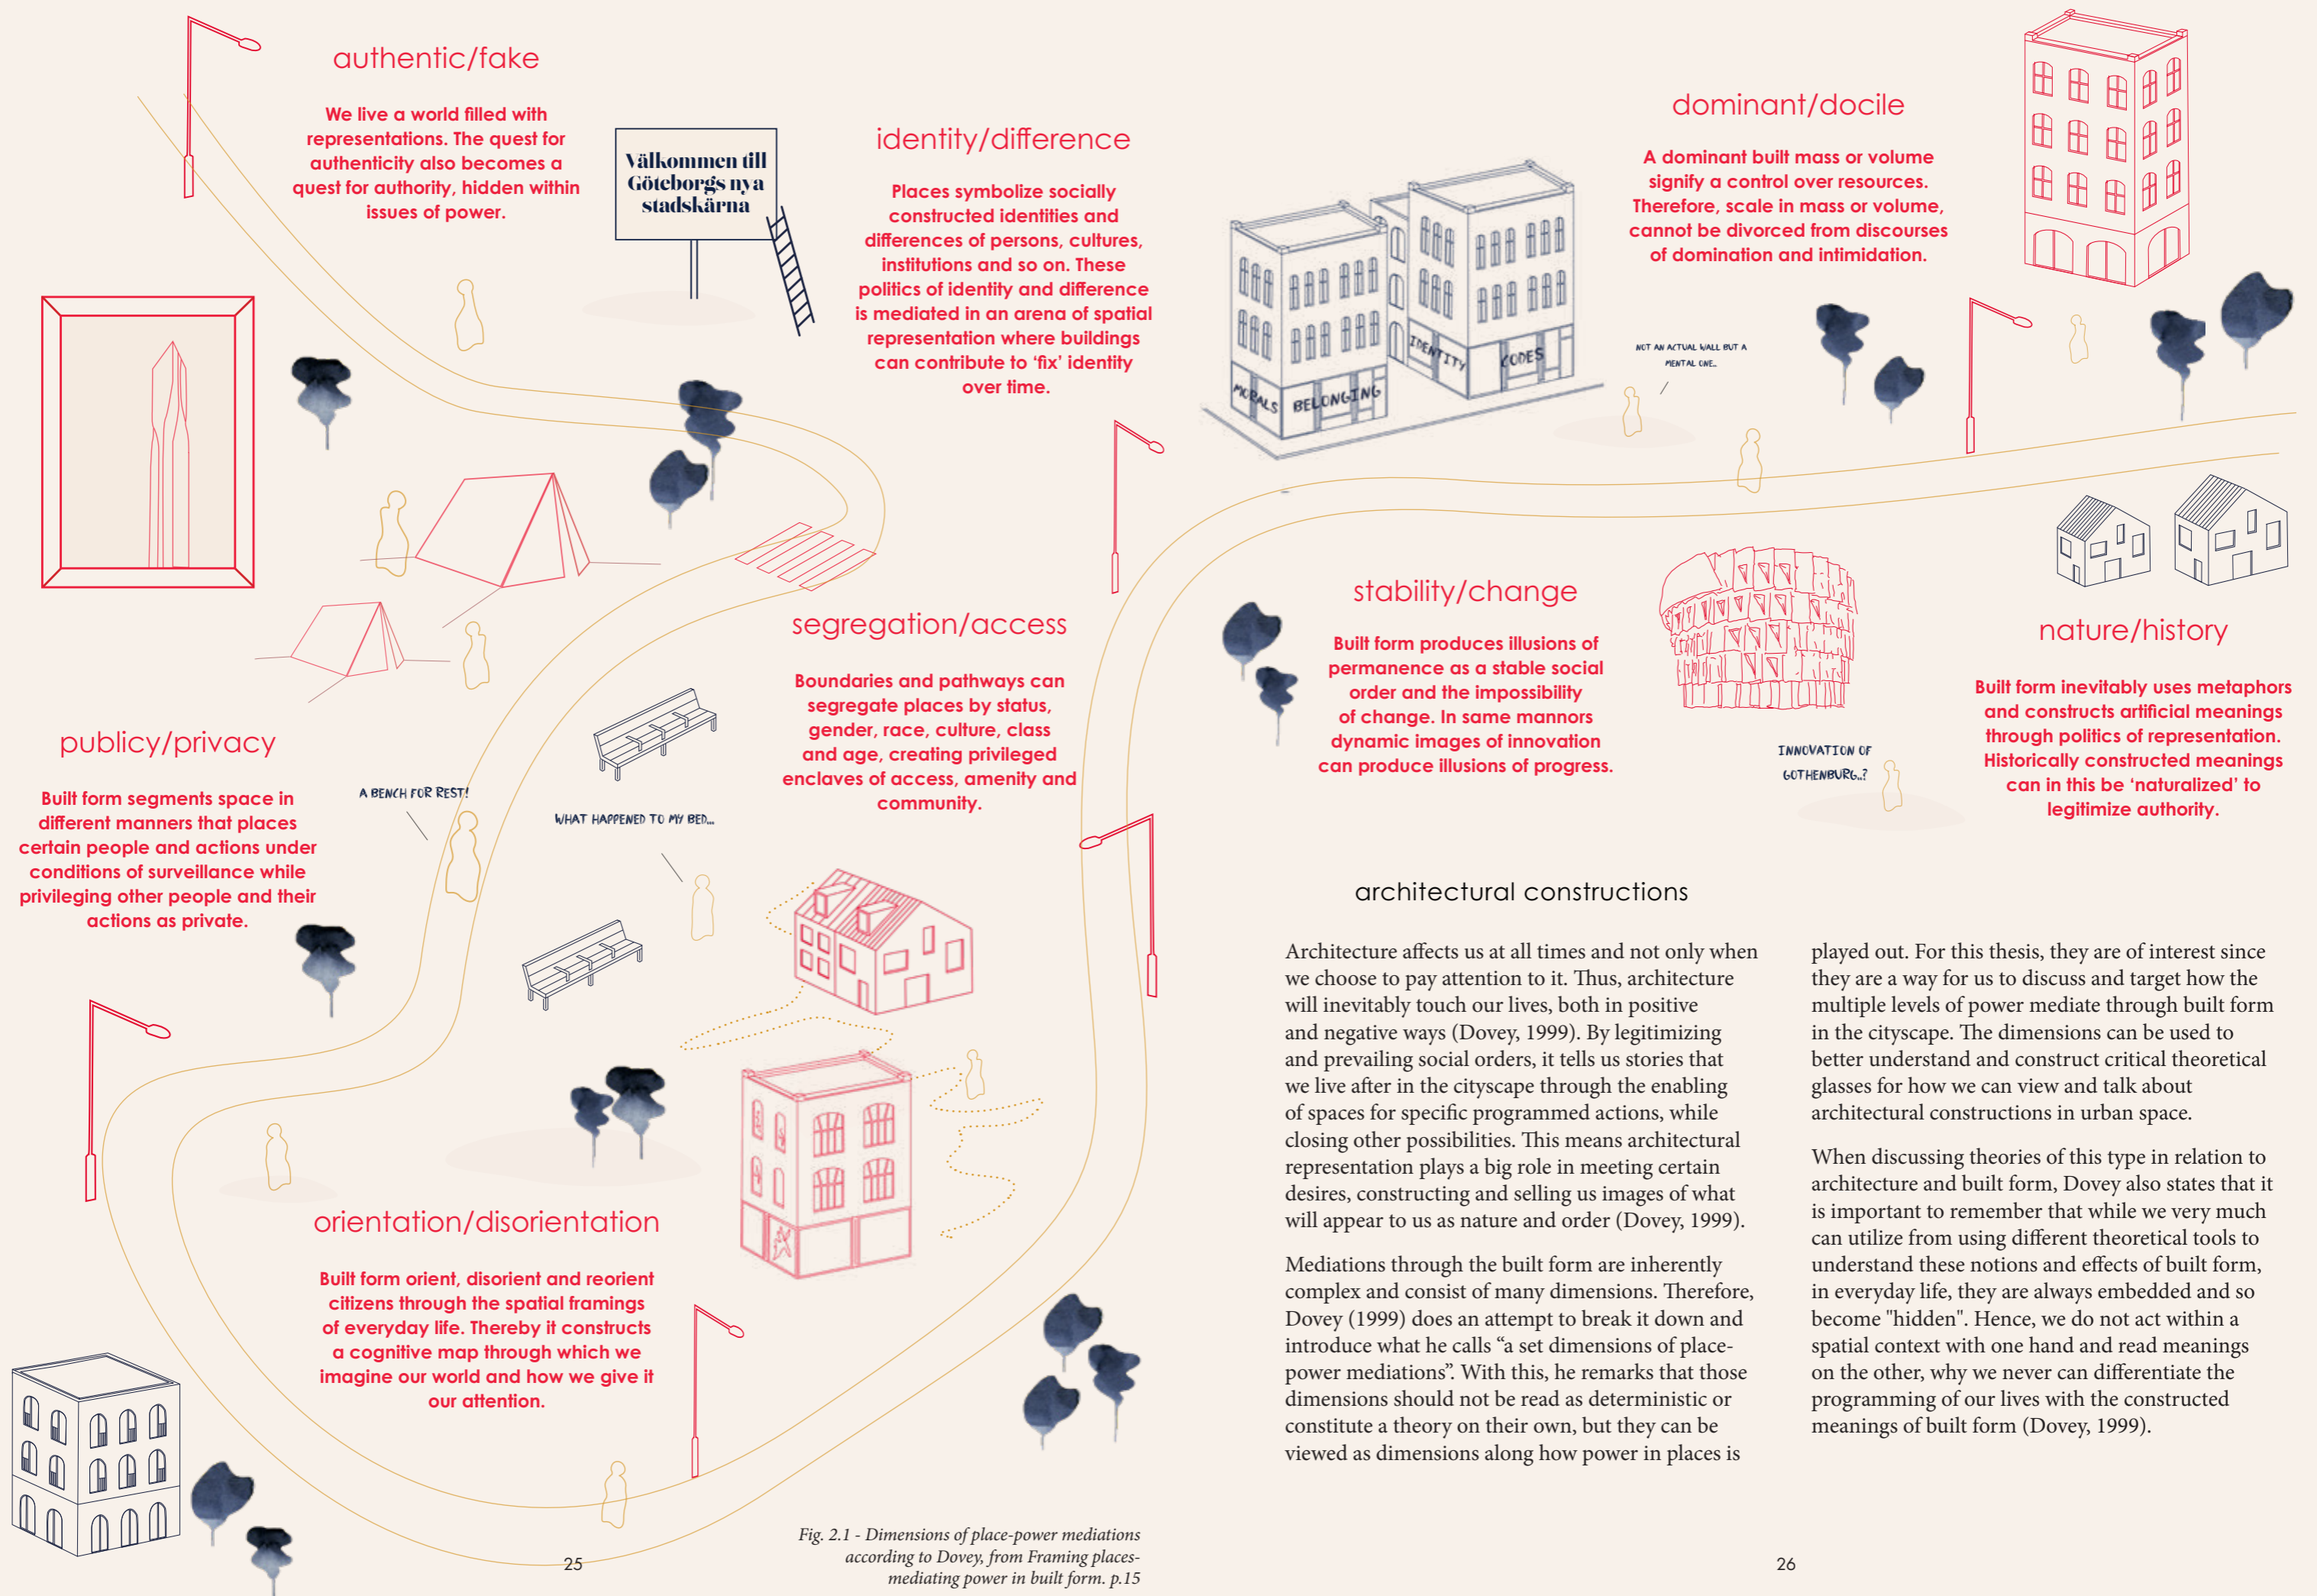 authentic/fake
We live a world filled with
representations. The quest for
authenticity also becomes a
quest for authority, hidden within
issues of power.
Välkommen till
Göteborgs nya
stadskärna
identity/difference
Places symbolize socially
constructed identities and
differences of persons, cultures,
institutions and so on. These
politics of identity and difference
is mediated in an arena of spatial
representation where buildings
can contribute to ‘fix’ identity
over time.
MORALS
BELONGING
IDENTITY
CODES
dominant/docile
A dominant built mass or volume
signify a control over resources.
Therefore, scale in mass or volume,
cannot be divorced from discourses
of domination and intimidation.
NOT AN ACTUAL WALL BUT A
MENTAL ONE..
publicy/privacy
Built form segments space in
different manners that places
certain people and actions under
conditions of surveillance while
privileging other people and their
actions as private.
A BENCH FOR REST!
WHAT HAPPENED TO MY BED...
segregation/access
Boundaries and pathways can
segregate places by status,
gender, race, culture, class
and age, creating privileged
enclaves of access, amenity and
community.
stability/change
Built form produces illusions of
permanence as a stable social
order and the impossibility
of change. In same mannors
dynamic images of innovation
can produce illusions of progress.
INNOVATION OF
GOTHENBURG..?
nature/history
Built form inevitably uses metaphors
and constructs artificial meanings
through politics of representation.
Historically constructed meanings
can in this be ‘naturalized’ to
legitimize authority.
orientation/disorientation
Built form orient, disorient and reorient
citizens through the spatial framings
of everyday life. Thereby it constructs
a cognitive map through which we
imagine our world and how we give it
our attention.
Fig. 2.1 - Dimensions of place-power mediations
according to Dovey, from Framing places-
mediating power in built form. p.15
25
architectural constructions
Architecture affects us at all times and not only when
we choose to pay attention to it. Thus, architecture
will inevitably touch our lives, both in positive
and negative ways (Dovey, 1999). By legitimizing
and prevailing social orders, it tells us stories that
we live after in the cityscape through the enabling
of spaces for specific programmed actions, while
closing other possibilities. This means architectural
representation plays a big role in meeting certain
desires, constructing and selling us images of what
will appear to us as nature and order (Dovey, 1999).
Mediations through the built form are inherently
complex and consist of many dimensions. Therefore,
Dovey (1999) does an attempt to break it down and
introduce what he calls “a set dimensions of place-
power mediations”. With this, he remarks that those
dimensions should not be read as deterministic or
constitute a theory on their own, but they can be
viewed as dimensions along how power in places is
played out. For this thesis, they are of interest since
they are a way for us to discuss and target how the
multiple levels of power mediate through built form
in the cityscape. The dimensions can be used to
better understand and construct critical theoretical
glasses for how we can view and talk about
architectural constructions in urban space.
When discussing theories of this type in relation to
architecture and built form, Dovey also states that it
is important to remember that while we very much
can utilize from using different theoretical tools to
understand these notions and effects of built form,
in everyday life, they are always embedded and so
become "hidden". Hence, we do not act within a
spatial context with one hand and read meanings
on the other, why we never can differentiate the
programming of our lives with the constructed
meanings of built form (Dovey, 1999).
26